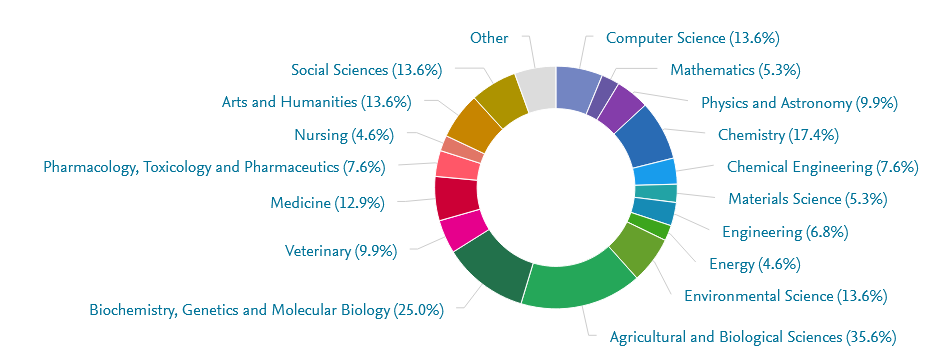 Other
Computer Science (13.6%)
Social Sciences (13.6%)
Mathematics (5.3%)
Arts and Humanities (13.6%)
Physics and Astronomy (9.9%)
Nursing (4.6%)
Chemistry (17.4%)
Pharmacology, Toxicology and Pharmaceutics (7.6%)
Chemical Engineering (7.6%)
Medicine (12.9%)
Materials Science (5.3%)
Engineering (6.8%)
Veterinary (9.9%)
Energy (4.6%)
Environmental Science (13.6%)
Biochemistry, Genetics and Molecular Biology (25.0%)
Agricultural and Biological Sciences (35.6%)